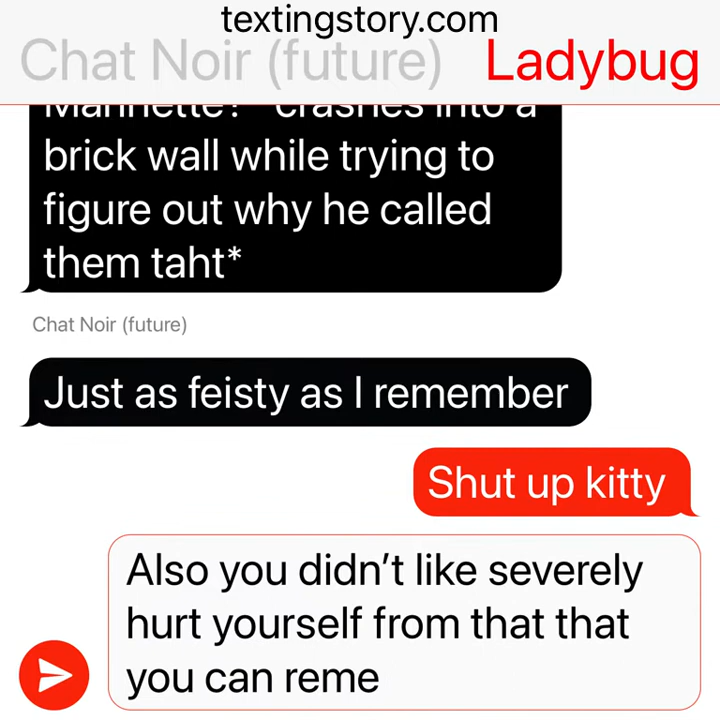 textingstory.com
Chat Noir (future) Ladybug
Marinette? *crashes into a
brick wall while trying to
figure out why he called
them taht*
Chat Noir (future)
Just as feisty as I remember
Shut up kitty
Also you didn't like severely
hurt yourself from that that
you can reme